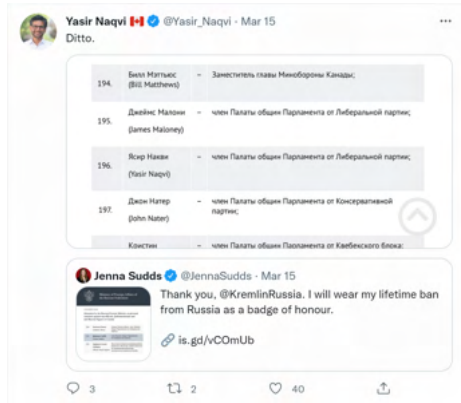 Yasir Naqvi @Yasir_Naqvi · Mar 15
Ditto.
194. Билл Мэттьюс – Заместитель главы Минобороны Канады;
(Bill Matthews)
Джеймс Малони – член Палаты общин Парламента от Либеральной партии;
195.
(James Maloney)
Ясир Накви – член Палаты общин Парламента от Либеральной партии;
196.
(Yasir Naqvi)
Джон Натер – член Палаты общин Парламента от Консервативной
197. партии;
(John Nater)
Кристин – член Палаты общин Парламента от Квебекского блока;
Jenna Sudds @JennaSudds · Mar 15
Thank you, @KremlinRussia. I will wear my lifetime ban
from Russia as a badge of honour.
is.gd/vCOmUb
3 2 40